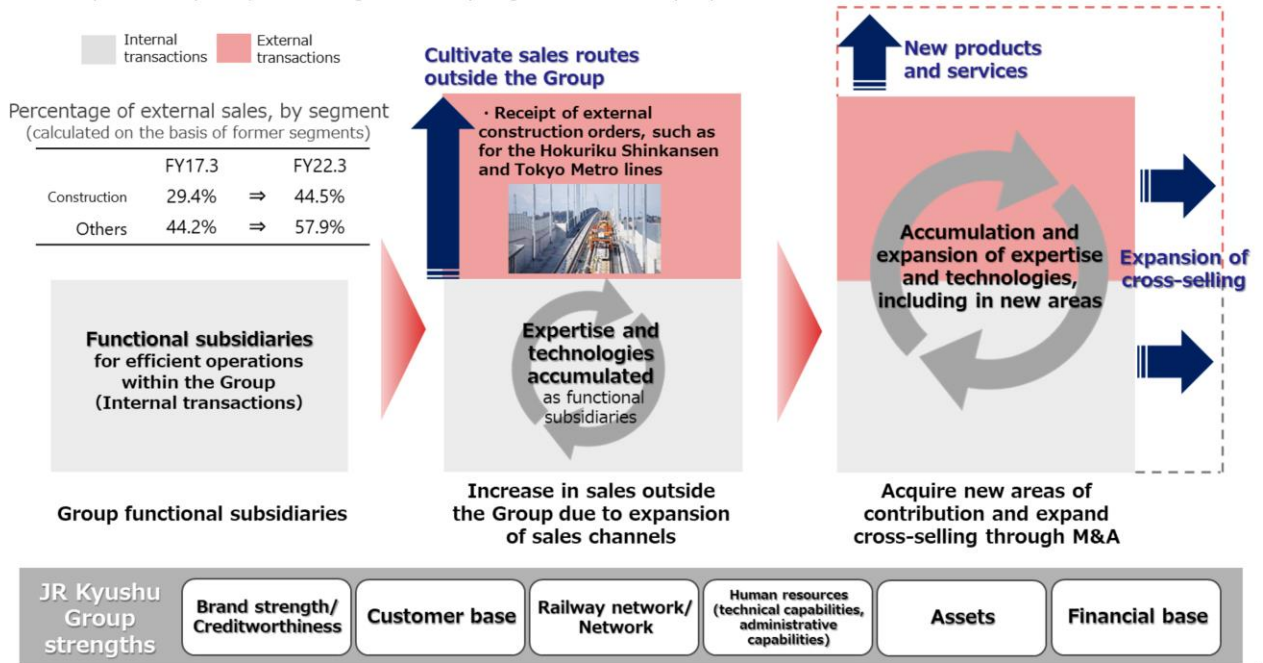 Internal transactions
External transactions
Percentage of external sales, by segment
(calculated on the basis of former segments)
FY17.3 FY22.3
Construction 29.4% ⇒ 44.5%
Others 44.2% ⇒ 57.9%
Functional subsidiaries
for efficient operations
within the Group
(Internal transactions)
Group functional subsidiaries
Cultivate sales routes
outside the Group
・Receipt of external
construction orders, such as
for the Hokuriku Shinkansen
and Tokyo Metro lines
Expertise and
technologies
accumulated
as functional
subsidiaries
Increase in sales outside
the Group due to expansion
of sales channels
New products
and services
Accumulation and
expansion of expertise
and technologies,
including in new areas
Expansion of
cross-selling
Acquire new areas of
contribution and expand
cross-selling through M&A
JR Kyushu
Group
strengths
Brand strength/
Creditworthiness
Customer base
Railway network/
Network
Human resources
(technical capabilities,
administrative
capabilities)
Assets
Financial base